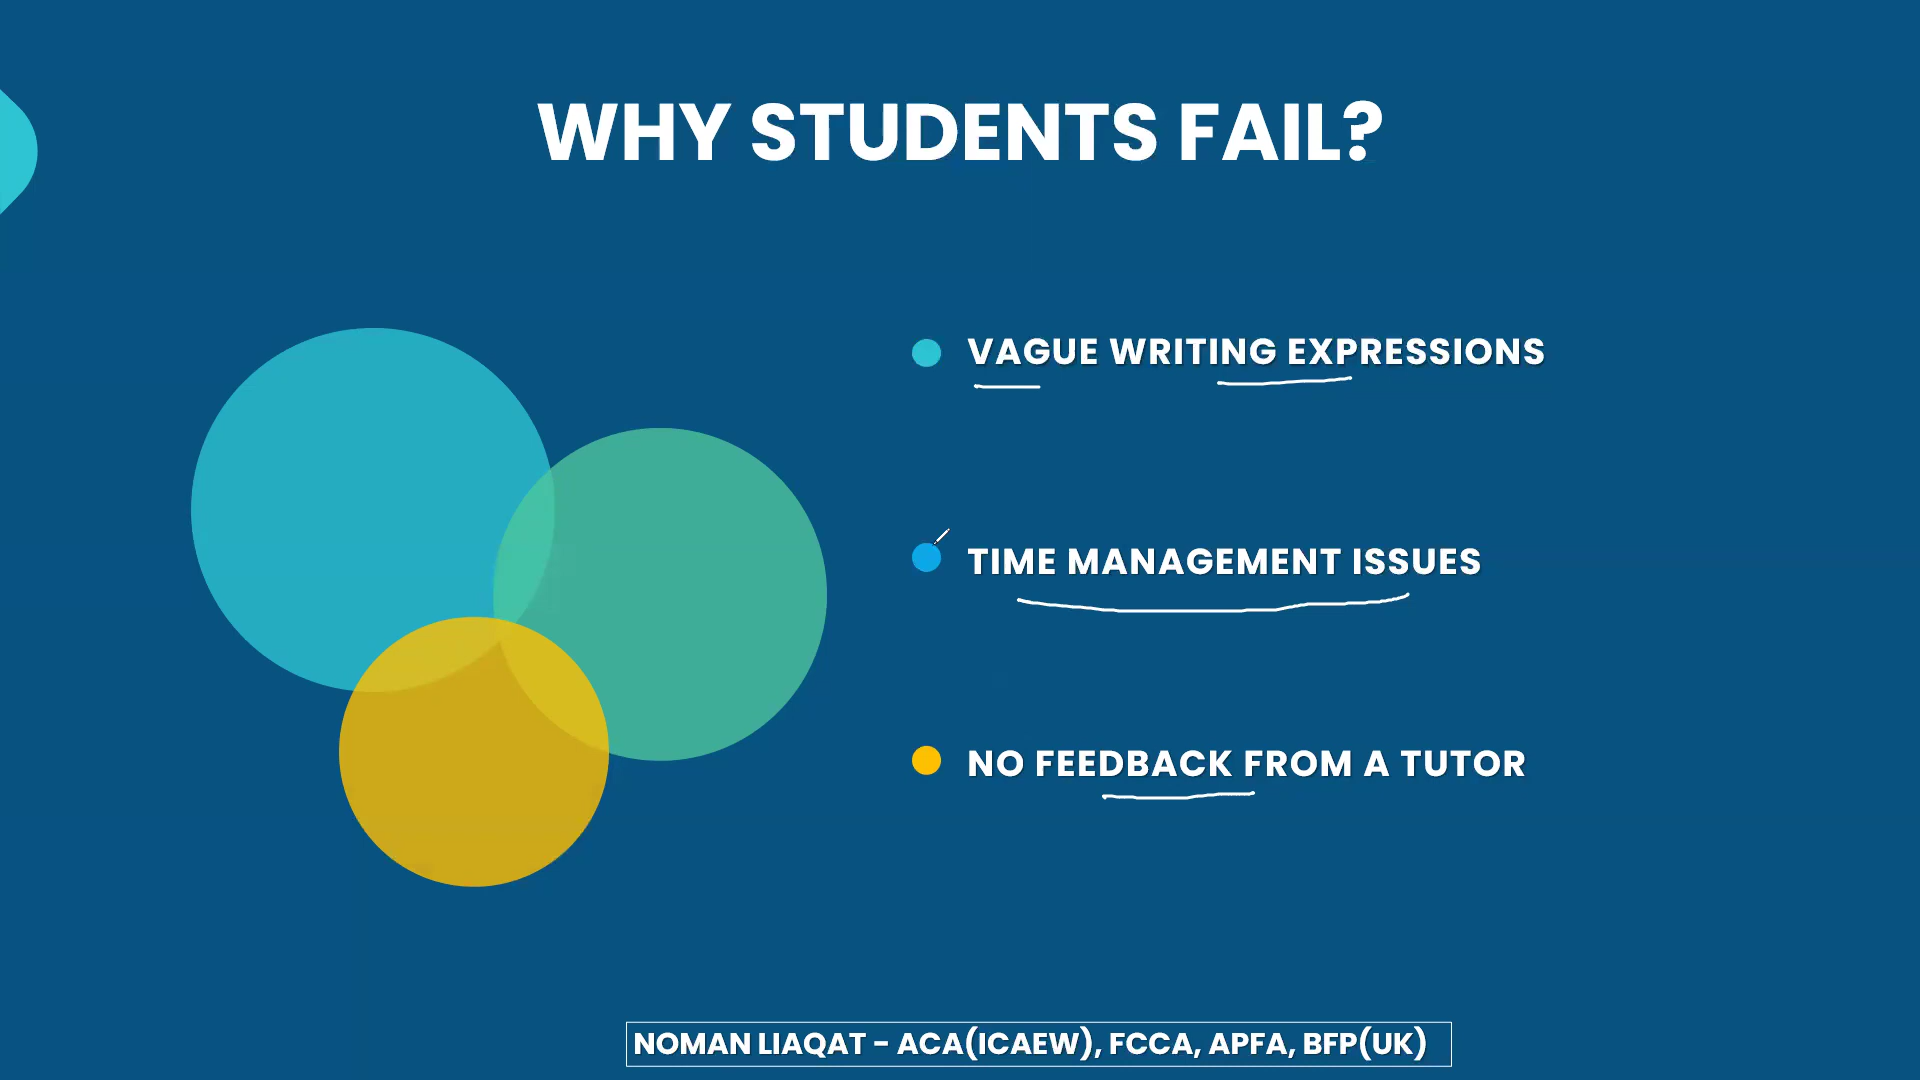 WHY STUDENTS FAIL?
VAGUE WRITING EXPRESSIONS
TIME MANAGEMENT ISSUES
NO FEEDBACK FROM A TUTOR
NOMAN LIAQAT - ACA(ICAEW), FCCA, APFA, BFP(UK)